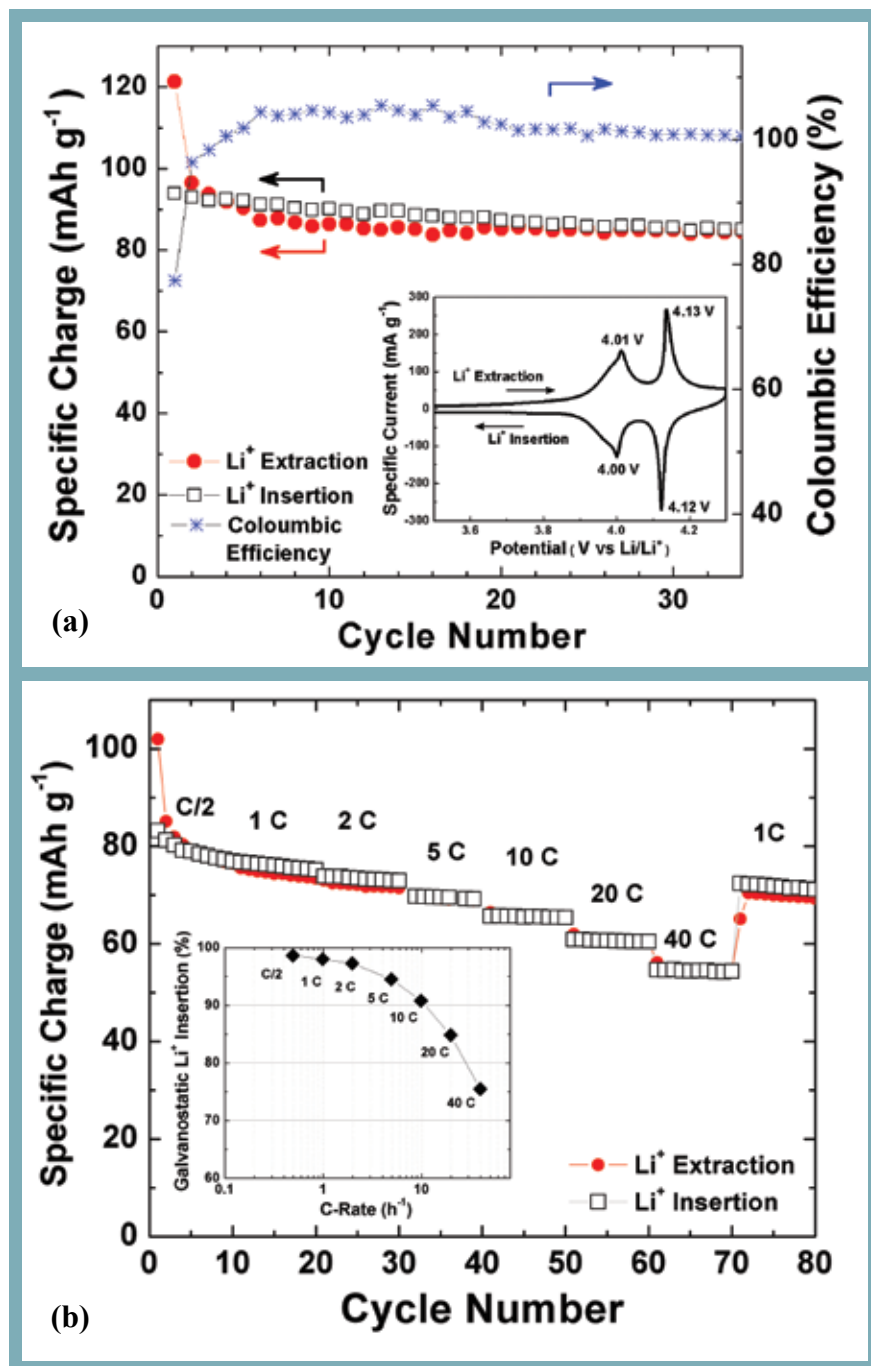 120
100
80
60
40
20
0
Specific Charge (mAh g⁻¹)
100
80
60
40
Coloumbic Efficiency (%)
Li⁺ Extraction
Li⁺ Insertion
Coloumbic
Efficiency
300
200
100
0
-100
-200
-300
Specific Current (mA g⁻¹)
4.01 V
4.13 V
Li⁺ Extraction
Li⁺ Insertion
4.00 V
4.12 V
3.6 3.8 4.0 4.2
Potential ( V vs Li/Li⁺)
0 10 20 30
Cycle Number
(a)
100
80
60
40
20
0
Specific Charge (mAh g⁻¹)
C/2
1 C
2 C
5 C
10 C
20 C
40 C
1C
100
90
80
70
60
Galvanostatic Li⁺ Insertion (%)
C/2
1 C
2 C
5 C
10 C
20 C
40 C
0.1 1 10
C-Rate (h⁻¹)
Li⁺ Extraction
Li⁺ Insertion
0 10 20 30 40 50 60 70 80
Cycle Number
(b)